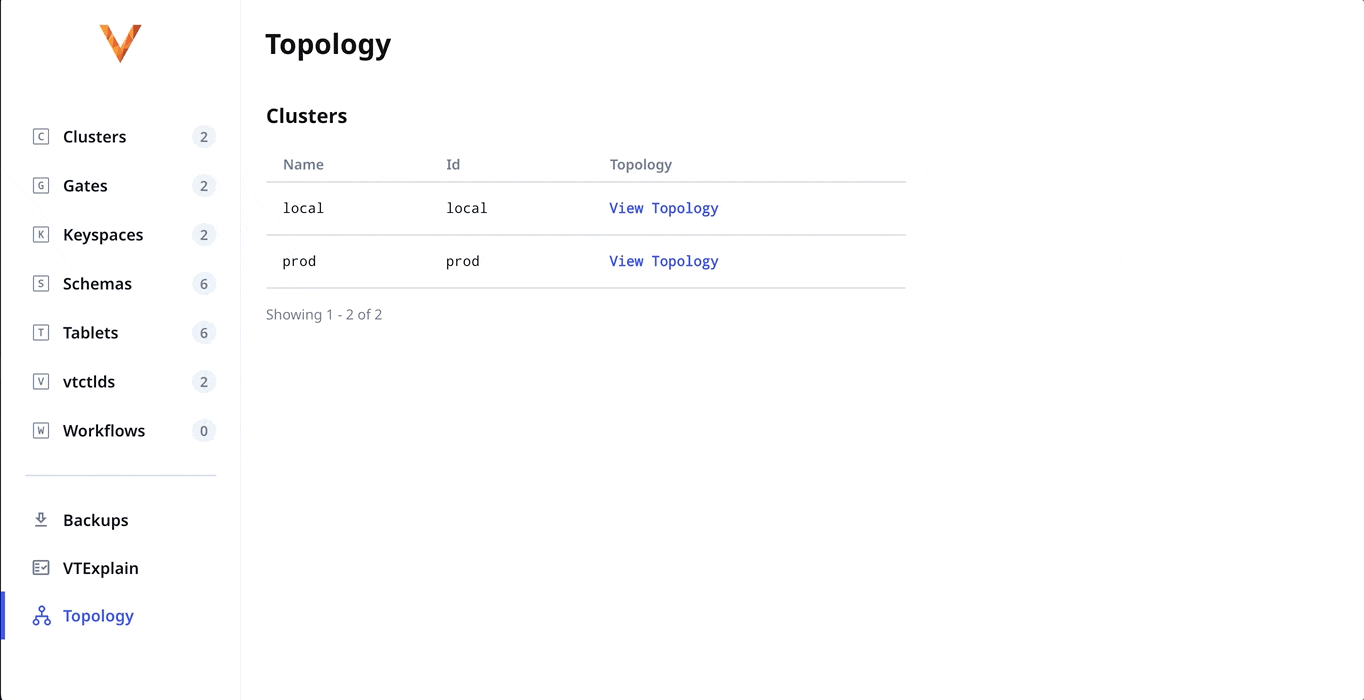 Topology
Clusters
Name Id Topology
local local View Topology
prod prod View Topology
Showing 1 - 2 of 2
C Clusters 2
G Gates 2
K Keyspaces 2
S Schemas 6
T Tablets 6
V vtctlds 2
W Workflows 0
Backups
VTExplain
Topology